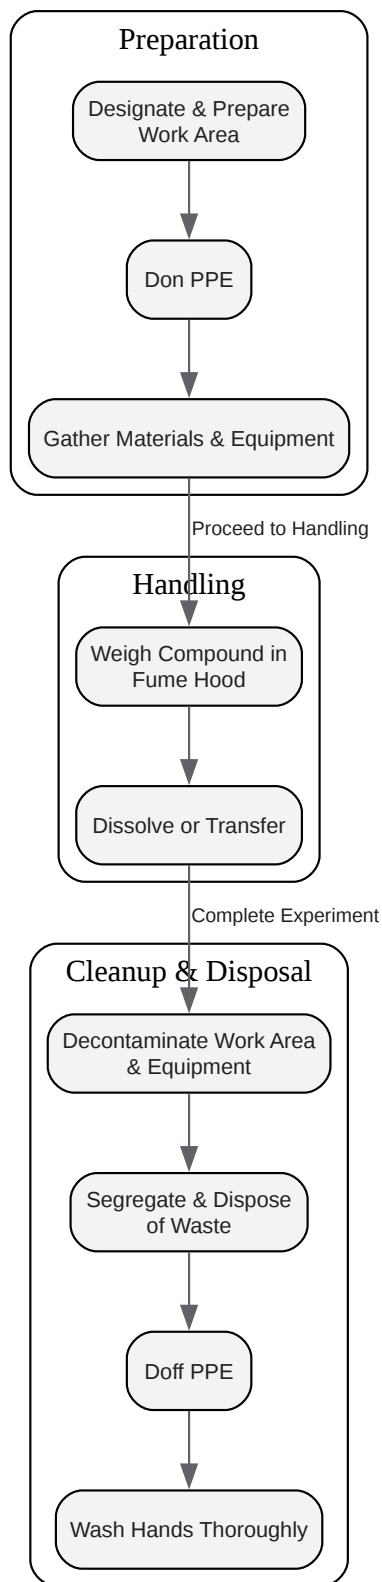 Preparation
Designate & Prepare
Work Area
Don PPE
Gather Materials & Equipment
Proceed to Handling
Handling
Weigh Compound in
Fume Hood
Dissolve or Transfer
Complete Experiment
Cleanup & Disposal
Decontaminate Work Area
& Equipment
Segregate & Dispose
of Waste
Doff PPE
Wash Hands Thoroughly